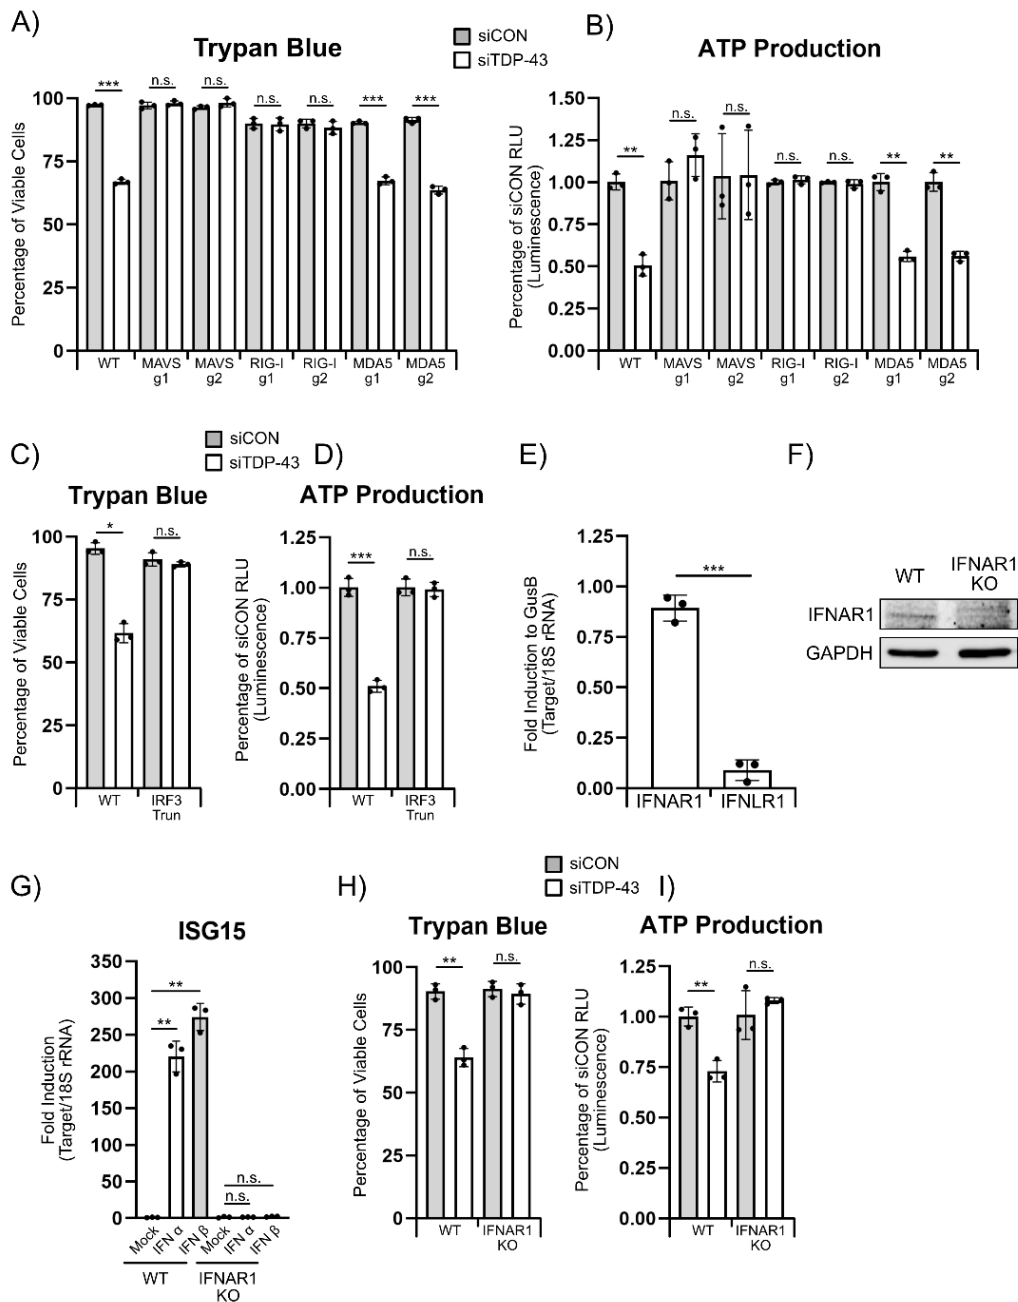 A)
Trypan Blue
siCON
siTDP-43
B)
ATP Production
Percentage of Viable Cells
100
75
50
25
0
***
n.s.
n.s.
n.s.
n.s.
***
***
WT
MAVS g1
MAVS g2
RIG-I g1
RIG-I g2
MDA5 g1
MDA5 g2
Percentage of siCON RLU
(Luminescence)
1.50
1.25
1.00
0.75
0.50
0.25
0.00
**
n.s.
n.s.
n.s.
n.s.
**
**
WT
MAVS g1
MAVS g2
RIG-I g1
RIG-I g2
MDA5 g1
MDA5 g2
siCON
siTDP-43
C)
Trypan Blue
Percentage of Viable Cells
100
75
50
25
0
*
n.s.
WT
IRF3
Trun
D)
ATP Production
Percentage of siCON RLU
(Luminescence)
1.25
1.00
0.75
0.50
0.25
0.00
***
n.s.
WT
IRF3
Trun
E)
Fold Induction to GusB
(Target/18S rRNA)
1.25
1.00
0.75
0.50
0.25
0.00
***
IFNAR1
IFNLR1
F)
WT
IFNAR1
KO
IFNAR1
GAPDH
G)
ISG15
Fold Induction
(Target/18S rRNA)
350
300
250
200
150
100
50
0
**
**
n.s.
n.s.
Mock
IFN α
IFN β
Mock
IFN α
IFN β
WT
IFNAR1
KO
siCON
siTDP-43
H)
Trypan Blue
Percentage of Viable Cells
100
75
50
25
0
**
n.s.
WT
IFNAR1
KO
I)
ATP Production
Percentage of siCON RLU
(Luminescence)
1.25
1.00
0.75
0.50
0.25
0.00
**
n.s.
WT
IFNAR1
KO